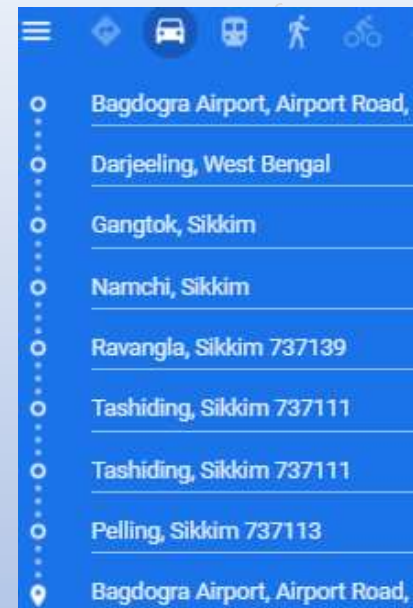 Bagdogra Airport, Airport Road,
Darjeeling, West Bengal
Gangtok, Sikkim
Namchi, Sikkim
Ravangla, Sikkim 737139
Tashiding, Sikkim 737111
Tashiding, Sikkim 737111
Pelling, Sikkim 737113
Bagdogra Airport, Airport Road,